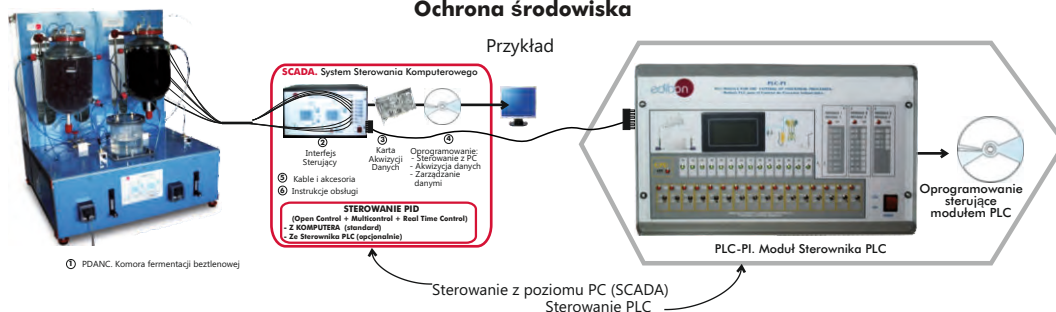 Ochrona środowiska
Przykład
SCADA. System Sterowania Komputerowego
②
Interfejs
Sterujący
③
Karta
Akwizycji
Danych
④
Oprogramowanie:
- Sterowanie z PC
- Akwizycja danych
- Zarządzanie
danymi
⑤ Kable i akcesoria
⑥ Instrukcje obsługi
STEROWANIE PID
(Open Control + Multicontrol + Real Time Control)
- Z KOMPUTERA (standard)
- Ze Sterownika PLC (opcjonalnie)
① PDANC. Komora fermentacji beztlenowej
edibon
PLC-PI
PLC-PI. Moduł Sterownika PLC
Oprogramowanie
sterujące
modułem PLC
Sterowanie z poziomu PC (SCADA)
Sterowanie PLC